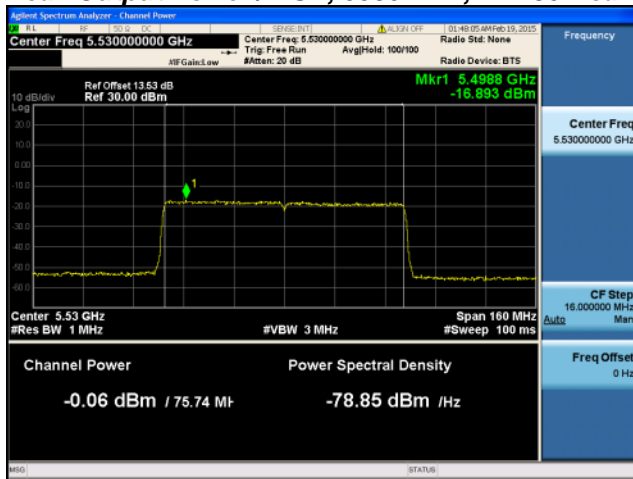 Agilent Spectrum Analyzer - Channel Power
RL RF 50 Ω DC SENSE:INT ALIGN OFF 01:48:05 AM Feb 19, 2015
Center Freq 5.530000000 GHz
Center Freq: 5.530000000 GHz
Radio Std: None
Trig: Free Run Avg|Hold: 100/100
#IFGain:Low #Atten: 20 dB Radio Device: BTS
Frequency
Ref Offset 13.53 dB
10 dB/div Ref 30.00 dBm
Mkr1 5.4988 GHz
-16.893 dBm
Log
20.0
10.0
0.00
-10.0
-20.0
-30.0
-40.0
-50.0
-60.0
1
Center 5.53 GHz Span 160 MHz
#Res BW 1 MHz #VBW 3 MHz #Sweep 100 ms
Channel Power Power Spectral Density
-0.06 dBm / 75.74 MH -78.85 dBm /Hz
Center Freq
5.530000000 GHz
CF Step
16.000000 MHz
Auto Man
Freq Offset
0 Hz
MSG STATUS